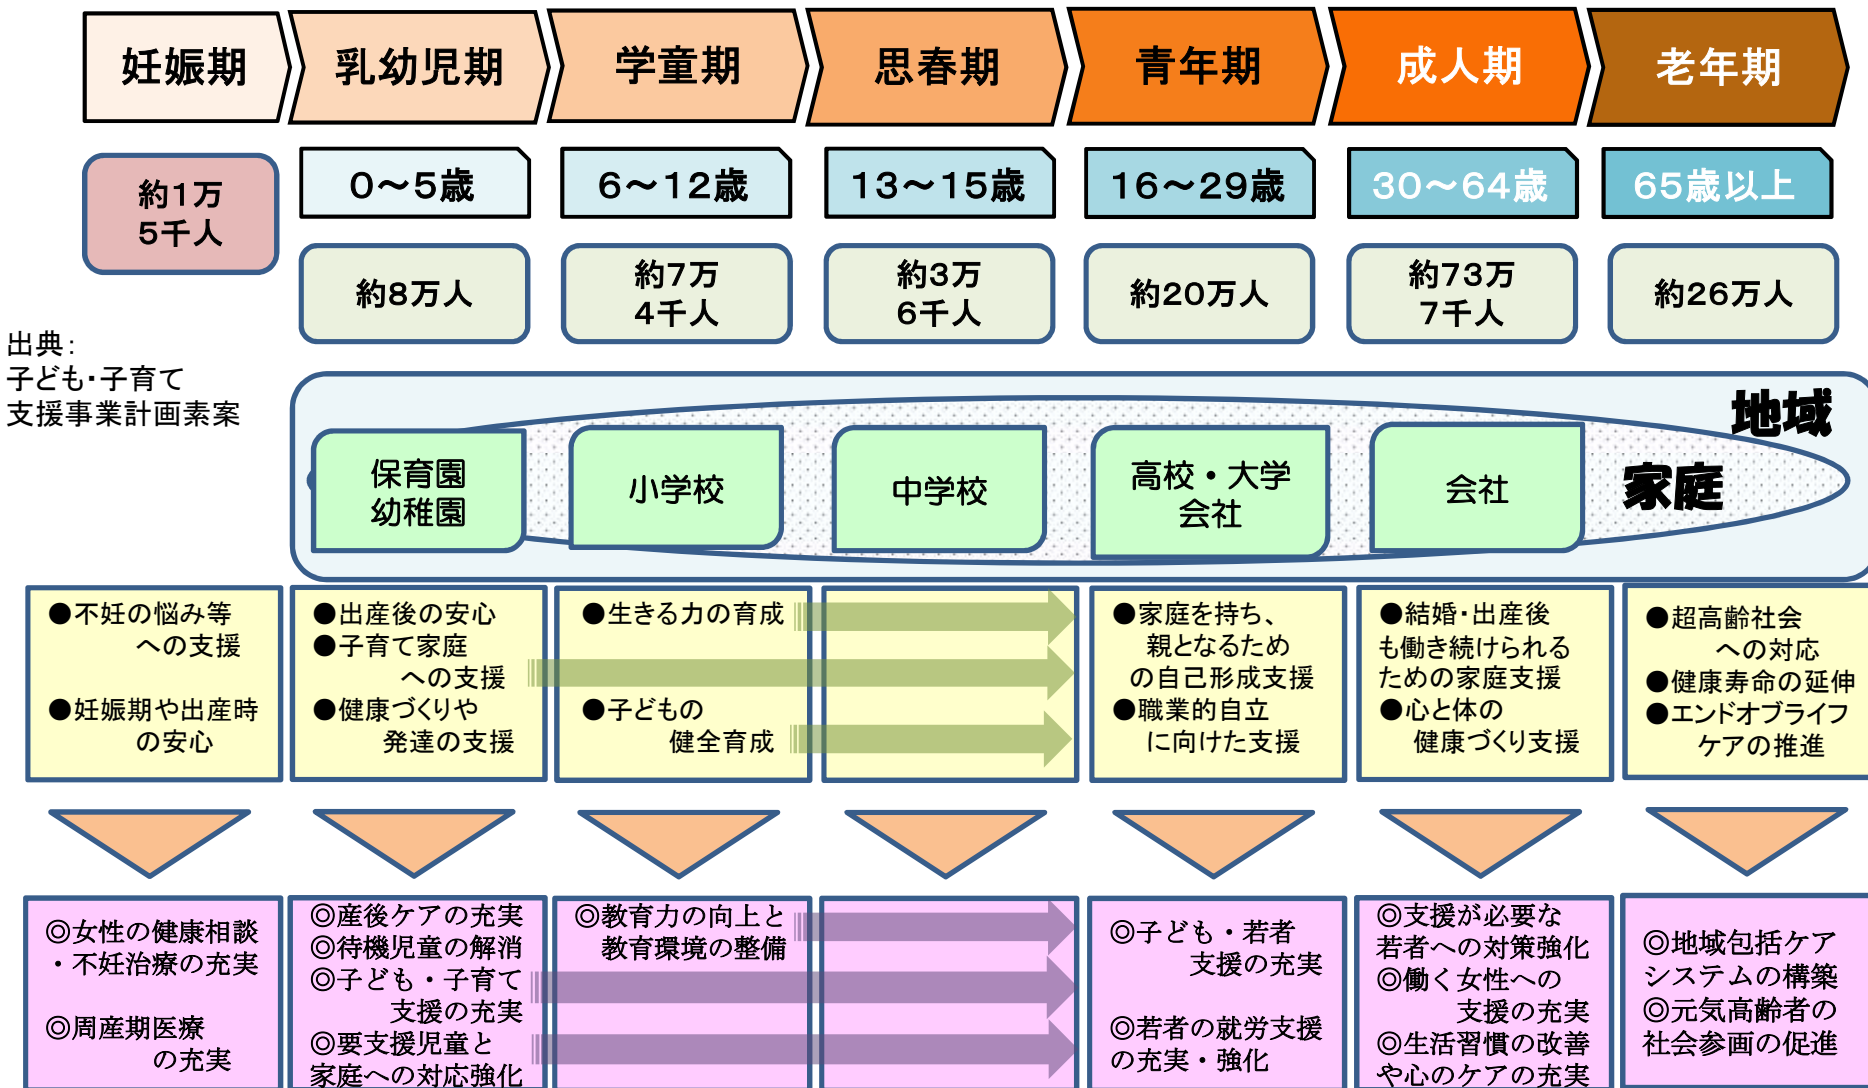 妊娠期
乳幼児期
学童期
思春期
青年期
成人期
老年期
約1万
5千人
0～5歳
6～12歳
13～15歳
16～29歳
30～64歳
65歳以上
約8万人
約7万
4千人
約3万
6千人
約20万人
約73万
7千人
約26万人
出典：
子ども・子育て
支援事業計画素案
地域
家庭
保育園
幼稚園
小学校
中学校
高校・大学
会社
会社
●不妊の悩み等
への支援
●妊娠期や出産時
の安心
●出産後の安心
●子育て家庭
への支援
●健康づくりや
発達の支援
●生きる力の育成
●子どもの
健全育成
●家庭を持ち、
親となるため
の自己形成支援
●職業的自立
に向けた支援
●結婚・出産後
も働き続けられる
ための家庭支援
●心と体の
健康づくり支援
●超高齢社会
への対応
●健康寿命の延伸
●エンドオブライフ
ケアの推進
◎女性の健康相談
・不妊治療の充実
◎周産期医療
の充実
◎産後ケアの充実
◎待機児童の解消
◎子ども・子育て
支援の充実
◎要支援児童と
家庭への対応強化
◎教育力の向上と
教育環境の整備
◎子ども・若者
支援の充実
◎若者の就労支援
の充実・強化
◎支援が必要な
若者への対策強化
◎働く女性への
支援の充実
◎生活習慣の改善
や心のケアの充実
◎地域包括ケア
システムの構築
◎元気高齢者の
社会参画の促進